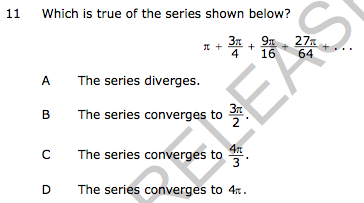 11 Which is true of the series shown below?
π + 3π/4 + 9π/16 + 27π/64 + . . .
A The series diverges.
B The series converges to 3π/2.
C The series converges to 4π/3.
D The series converges to 4π.
RELEAS